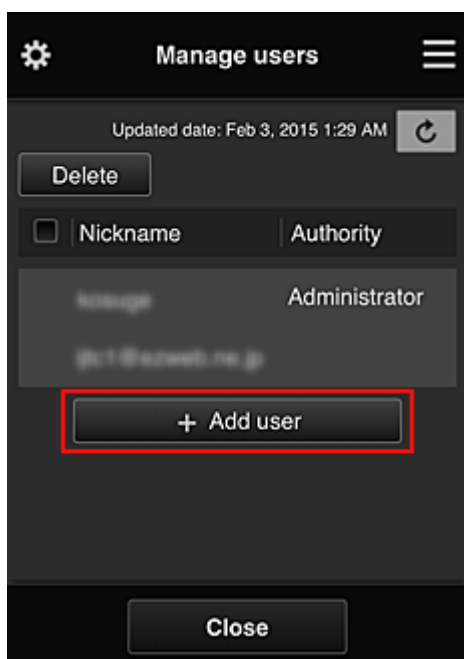 Manage users
Updated date: Feb 3, 2015 1:29 AM
Delete
Nickname Authority
Administrator
+ Add user
Close